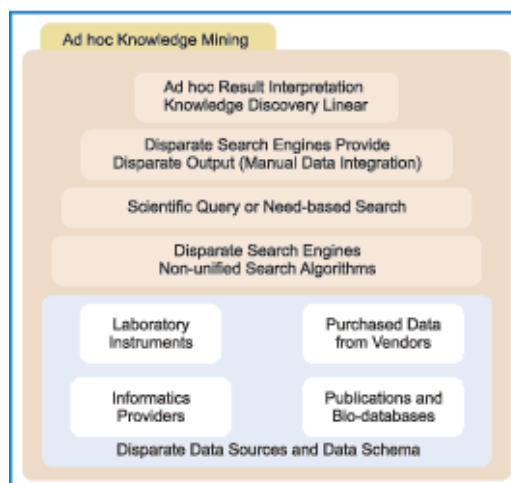 Ad hoc Knowledge Mining
Ad hoc Result Interpretation
Knowledge Discovery Linear
Disparate Search Engines Provide
Disparate Output (Manual Data Integration)
Scientific Query or Need-based Search
Disparate Search Engines
Non-unified Search Algorithms
Laboratory
Instruments
Purchased Data
from Vendors
Informatics
Providers
Publications and
Bio-databases
Disparate Data Sources and Data Schema